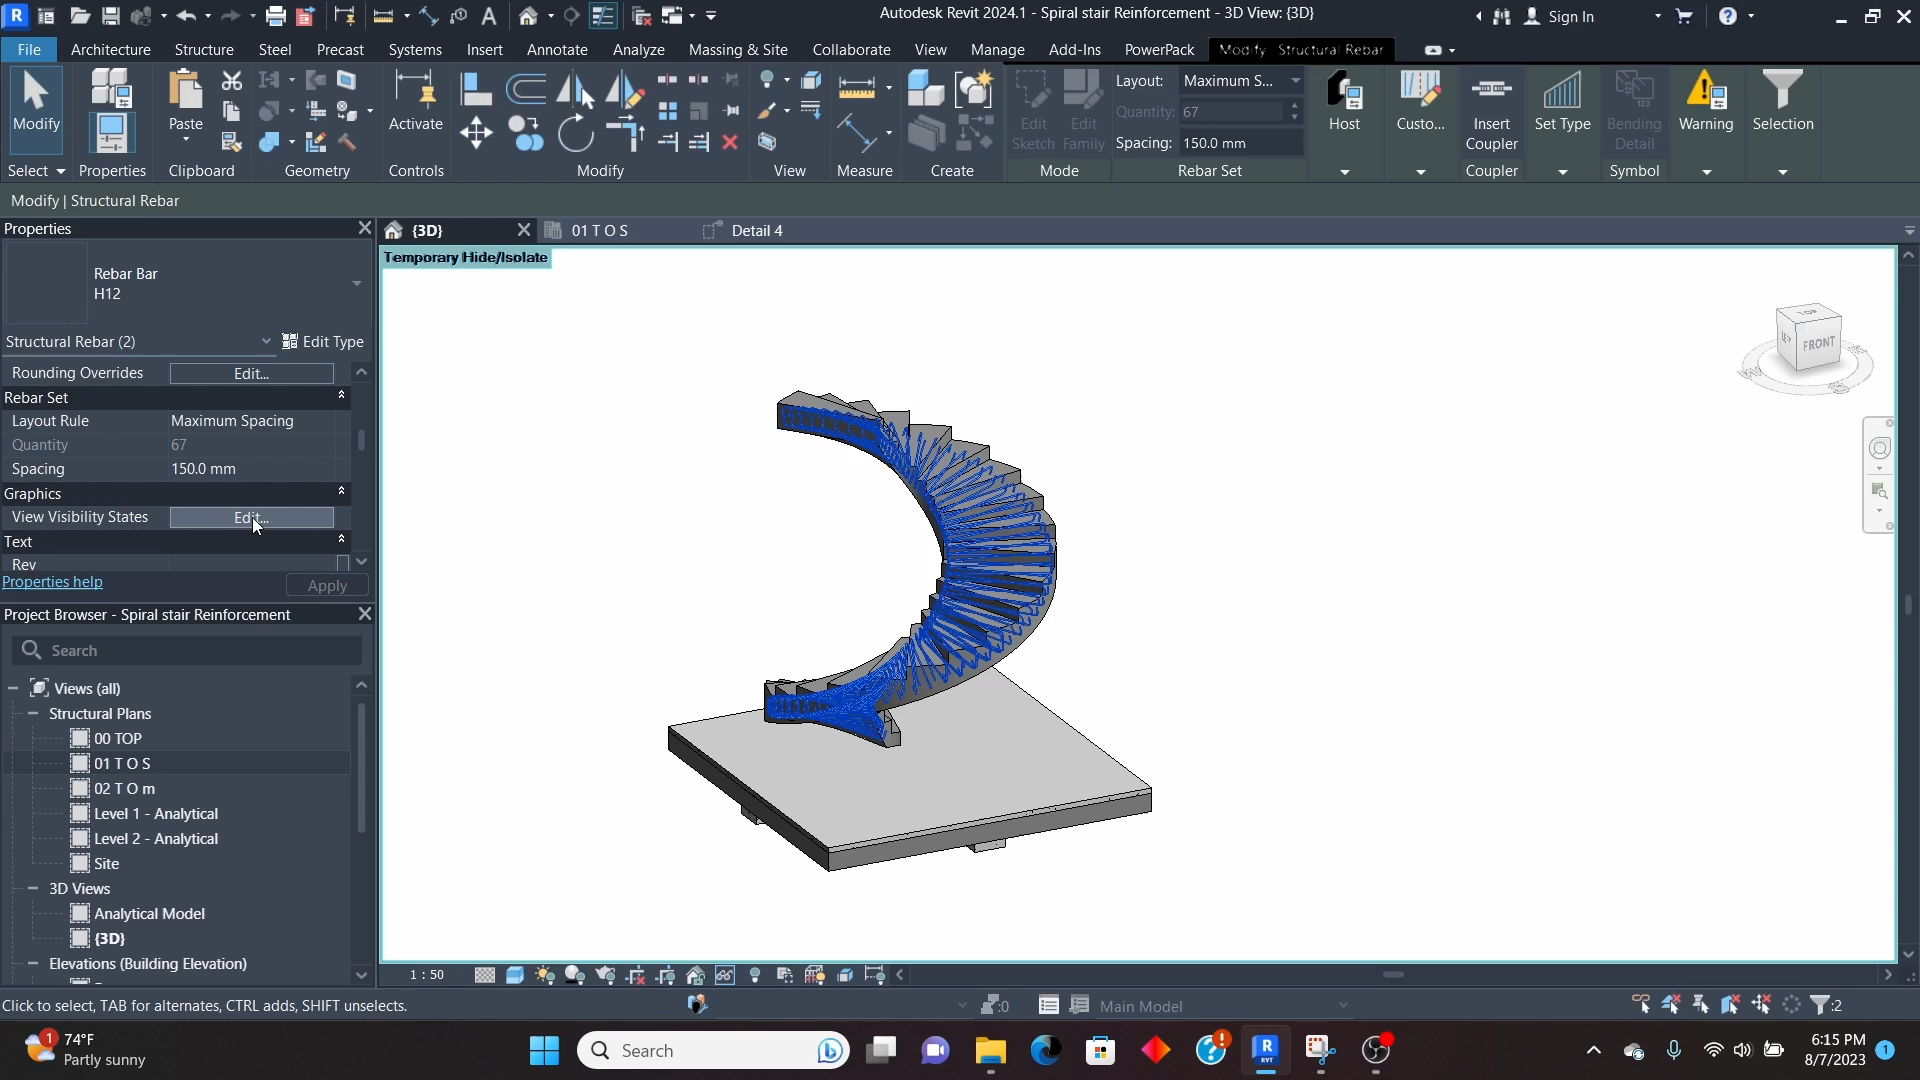 Autodesk Revit 2024.1 - Spiral stair Reinforcement - 3D View: {3D}
Sign In
File Architecture Structure Steel Precast Systems Insert Annotate Analyze Massing & Site Collaborate View Manage Add-Ins PowerPack Modify | Structural Rebar
Modify
Paste
Activate
Edit Sketch
Edit Family
Layout: Maximum S...
Quantity: 67
Spacing: 150.0 mm
Host
Custo...
Insert Coupler
Set Type
Bending Detail
Warning
Selection
Select Properties Clipboard Geometry Controls Modify View Measure Create Mode Rebar Set Coupler Symbol
Modify | Structural Rebar
Properties
{3D}
01 T O S
Detail 4
Temporary Hide/Isolate
Rebar Bar
H12
Structural Rebar (2)
Edit Type
Rounding Overrides Edit...
Rebar Set
Layout Rule Maximum Spacing
Quantity 67
Spacing 150.0 mm
Graphics
View Visibility States Edit...
Text
Rev
Properties help
Apply
TOP
LEFT
FRONT
Project Browser - Spiral stair Reinforcement
Search
Views (all)
Structural Plans
00 TOP
01 T O S
02 T O m
Level 1 - Analytical
Level 2 - Analytical
Site
3D Views
Analytical Model
{3D}
Elevations (Building Elevation)
1 : 50
Click to select, TAB for alternates, CTRL adds, SHIFT unselects.
:0
Main Model
:2
1
74°F
Partly sunny
Search
R
RVT
6:15 PM
8/7/2023
1